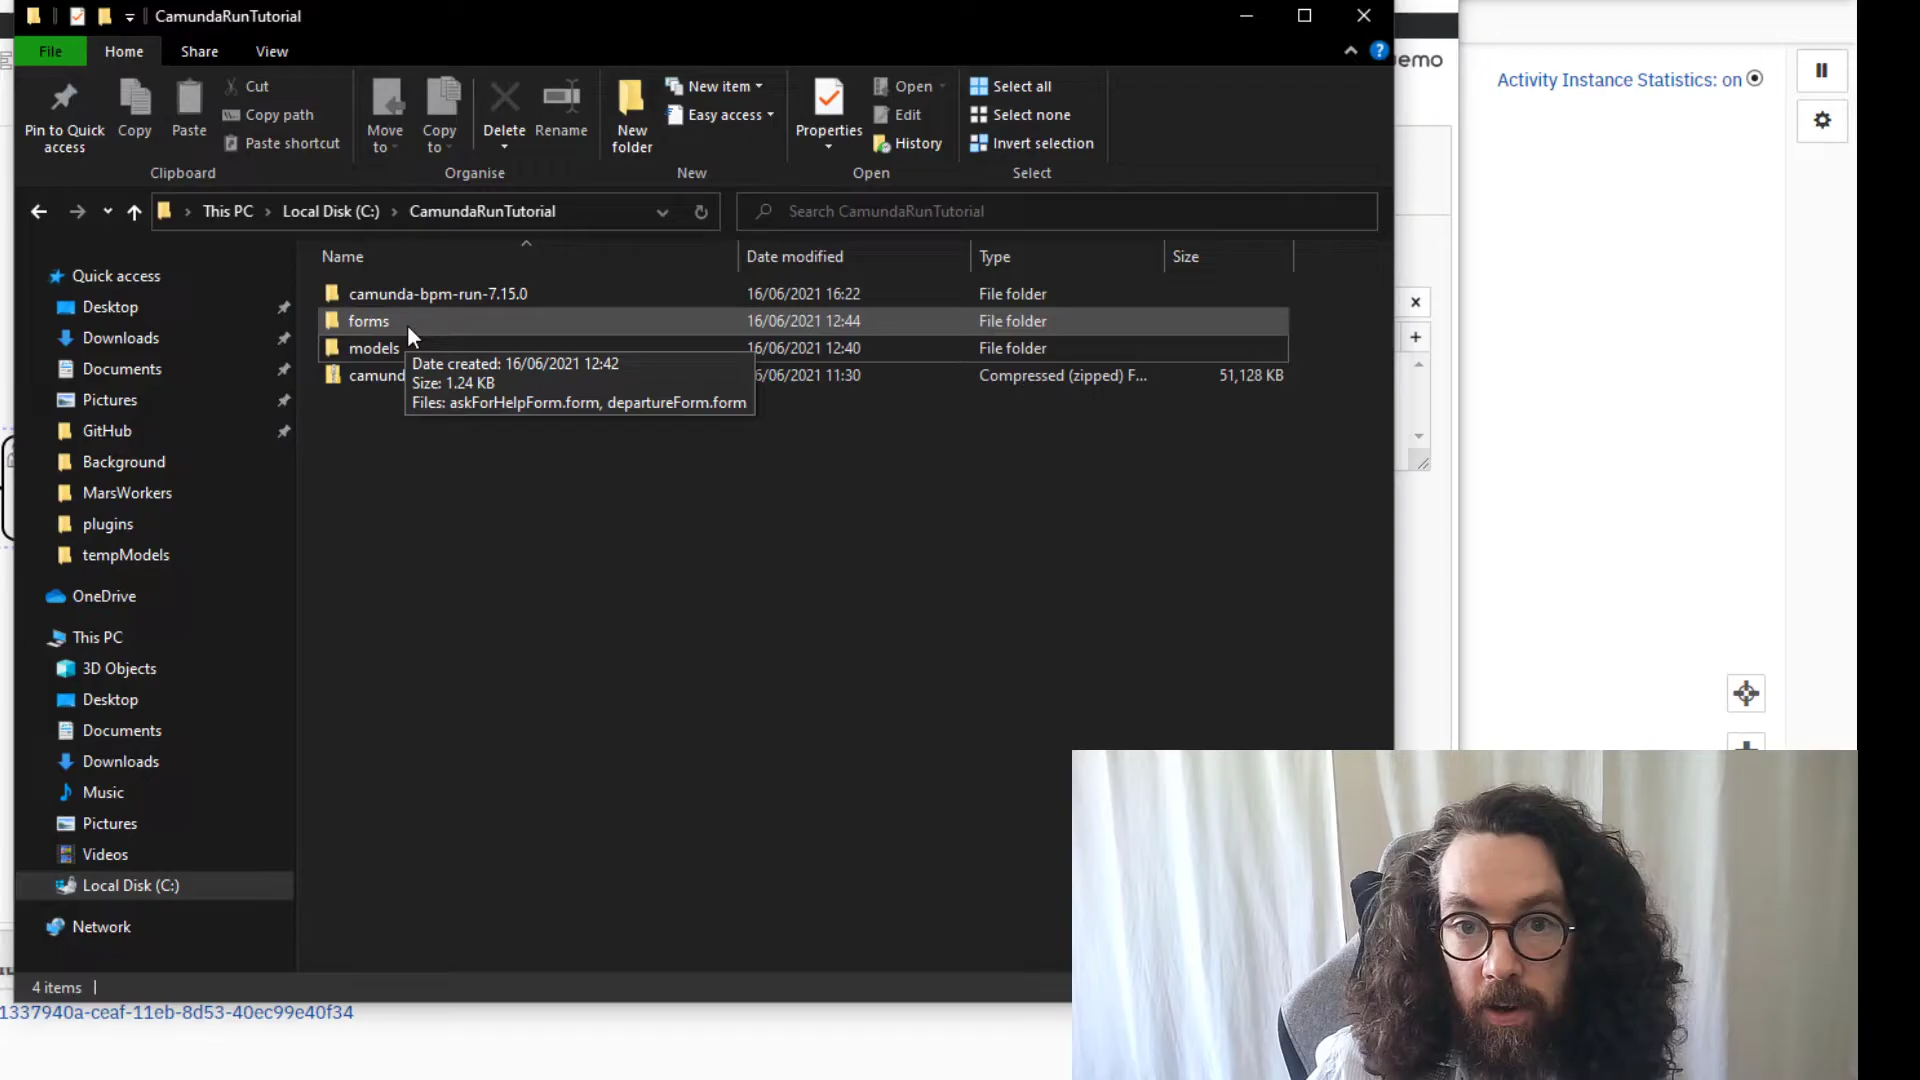 CamundaRunTutorial
File
Home
Share
View
emo
Activity Instance Statistics: on
Pin to Quick access
Copy
Paste
Cut
Copy path
Paste shortcut
Clipboard
Move to
Copy to
Delete
Rename
Organise
New folder
New item
Easy access
New
Properties
Open
Edit
History
Open
Select all
Select none
Invert selection
Select
This PC
Local Disk (C:)
CamundaRunTutorial
Search CamundaRunTutorial
Name
Date modified
Type
Size
camunda-bpm-run-7.15.0
16/06/2021 16:22
File folder
forms
16/06/2021 12:44
File folder
models
16/06/2021 12:40
File folder
camund
6/06/2021 11:30
Compressed (zipped) F...
51,128 KB
Date created: 16/06/2021 12:42
Size: 1.24 KB
Files: askForHelpForm.form, departureForm.form
Quick access
Desktop
Downloads
Documents
Pictures
GitHub
Background
MarsWorkers
plugins
tempModels
OneDrive
This PC
3D Objects
Desktop
Documents
Downloads
Music
Pictures
Videos
Local Disk (C:)
Network
4 items
1337940a-ceaf-11eb-8d53-40ec99e40f34